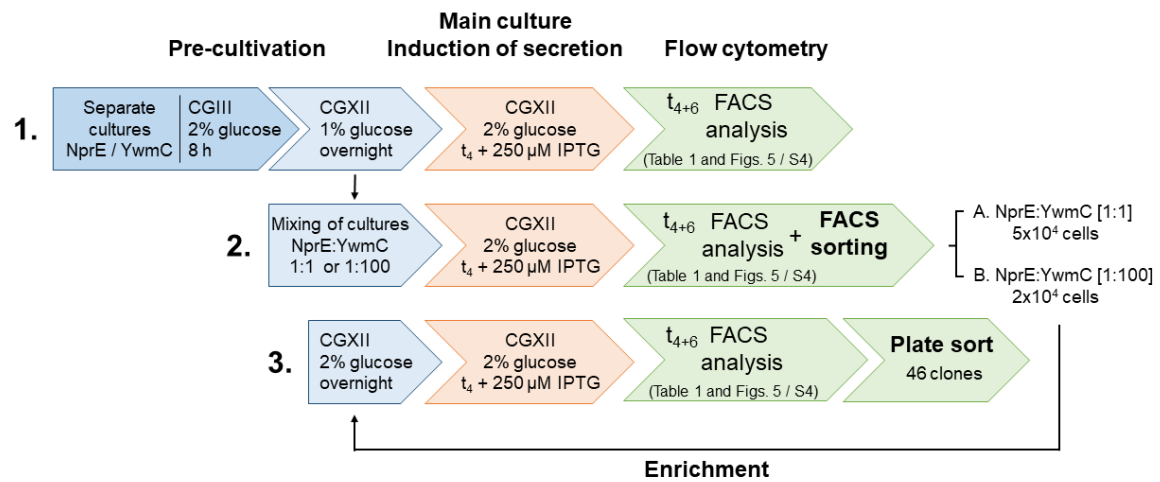 Pre-cultivation
Main culture
Induction of secretion
Flow cytometry
1.
Separate
cultures
NprE / YwmC
CGIII
2% glucose
8 h
CGXII
1% glucose
overnight
CGXII
2% glucose
t4 + 250 µM IPTG
t4+6 FACS
analysis
(Table 1 and Figs. 5 / S4)
2.
Mixing of cultures
NprE:YwmC
1:1 or 1:100
CGXII
2% glucose
t4 + 250 µM IPTG
t4+6 FACS
analysis
(Table 1 and Figs. 5 / S4)
+
FACS
sorting
A. NprE:YwmC [1:1]
5x10⁴ cells
B. NprE:YwmC [1:100]
2x10⁴ cells
3.
CGXII
2% glucose
overnight
CGXII
2% glucose
t4 + 250 µM IPTG
t4+6 FACS
analysis
(Table 1 and Figs. 5 / S4)
Plate sort
46 clones
Enrichment